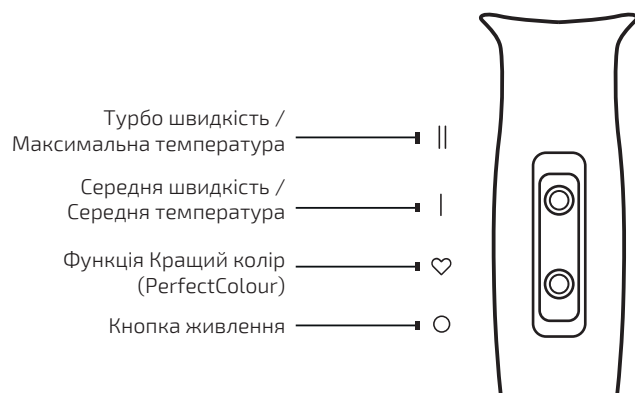 Турбо швидкість /
Максимальна температура
Середня швидкість /
Середня температура
Функція Кращий колір
(PerfectColour)
Кнопка живлення